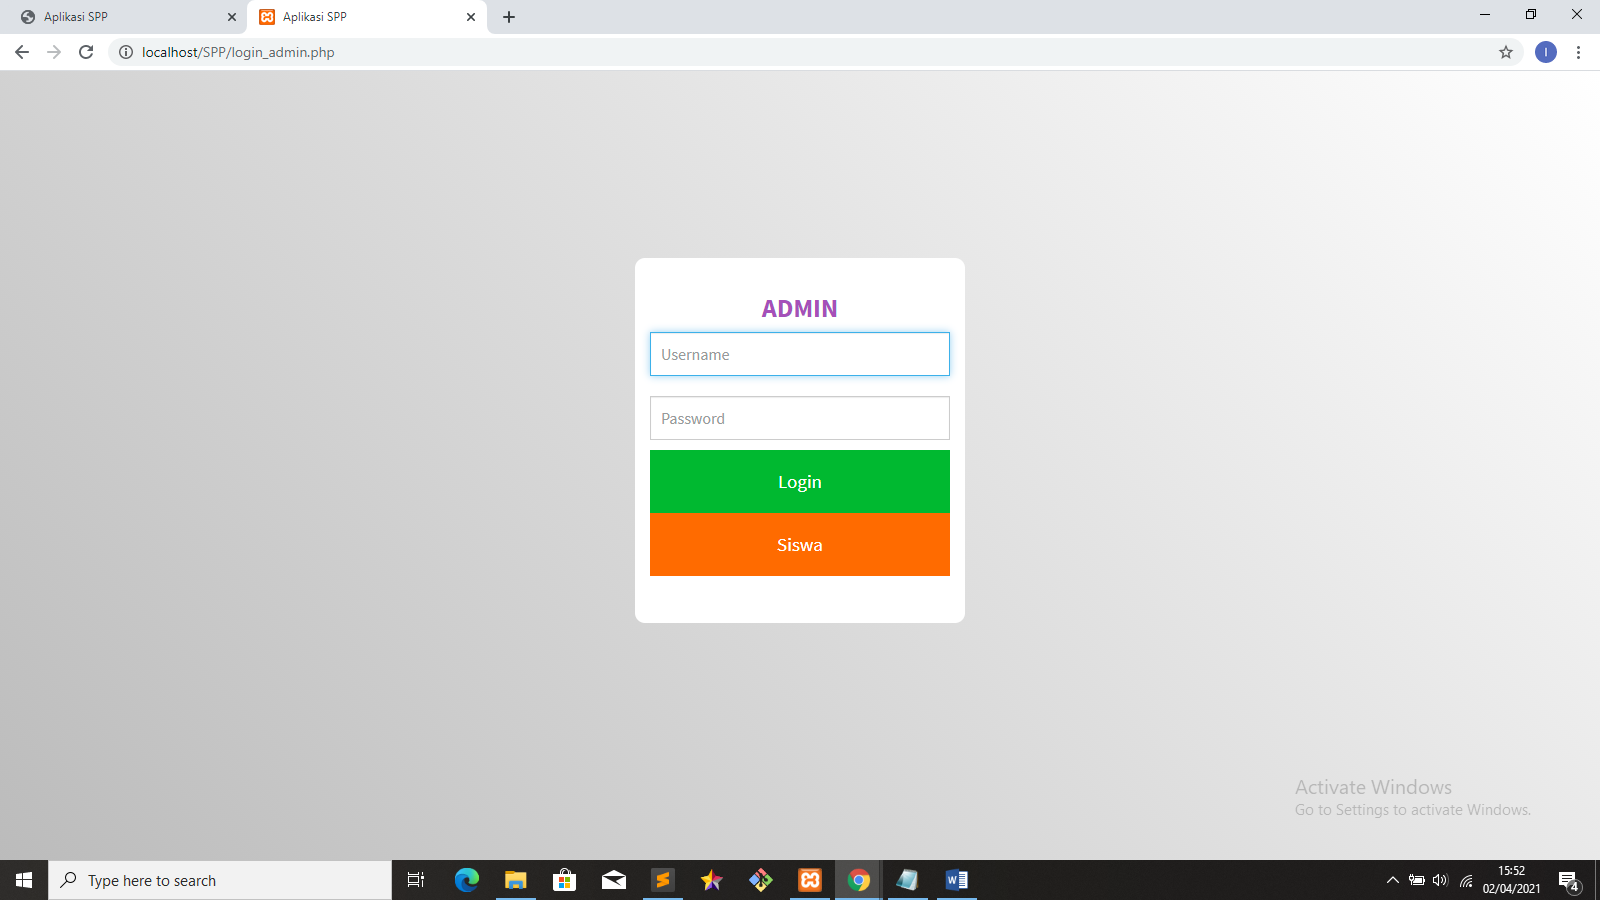 Aplikasi SPP
Aplikasi SPP
localhost/SPP/login_admin.php
I
ADMIN
Username
Password
Login
Siswa
Activate Windows
Go to Settings to activate Windows.
Type here to search
15:52
02/04/2021
4